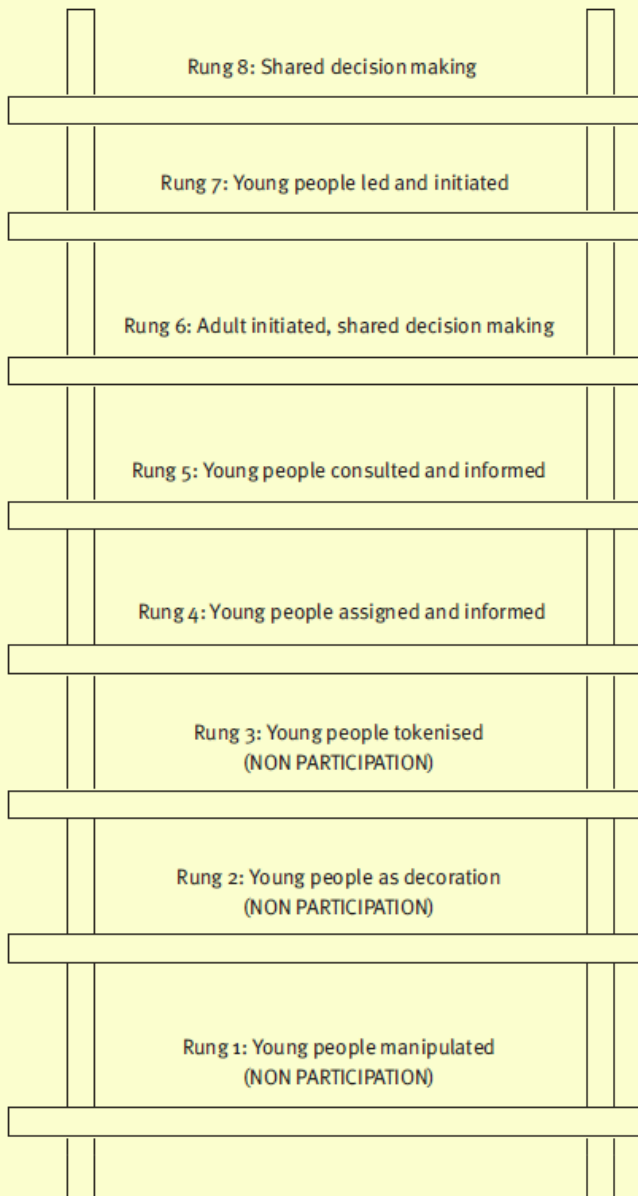 Rung 8: Shared decision making
Rung 7: Young people led and initiated
Rung 6: Adult initiated, shared decision making
Rung 5: Young people consulted and informed
Rung 4: Young people assigned and informed
Rung 3: Young people tokenised
(NON PARTICIPATION)
Rung 2: Young people as decoration
(NON PARTICIPATION)
Rung 1: Young people manipulated
(NON PARTICIPATION)